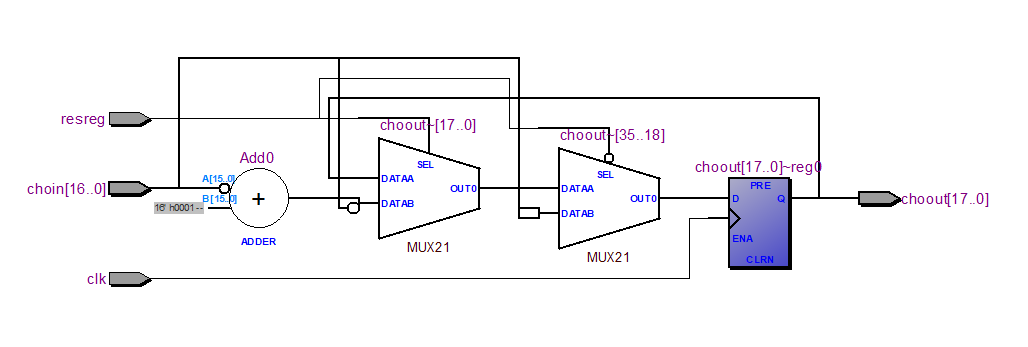 resreg
choout~[17..0]
choout~[35..18]
Add0
SEL
SEL
choout[17..0]~reg0
A[15..0]
DATAA
OUT0
DATAA
OUT0
PRE
choin[16..0]
B[15..0]
+
D
Q
choout[17..0]
16' h0001--
DATAB
DATAB
ENA
ADDER
MUX21
MUX21
CLRN
clk